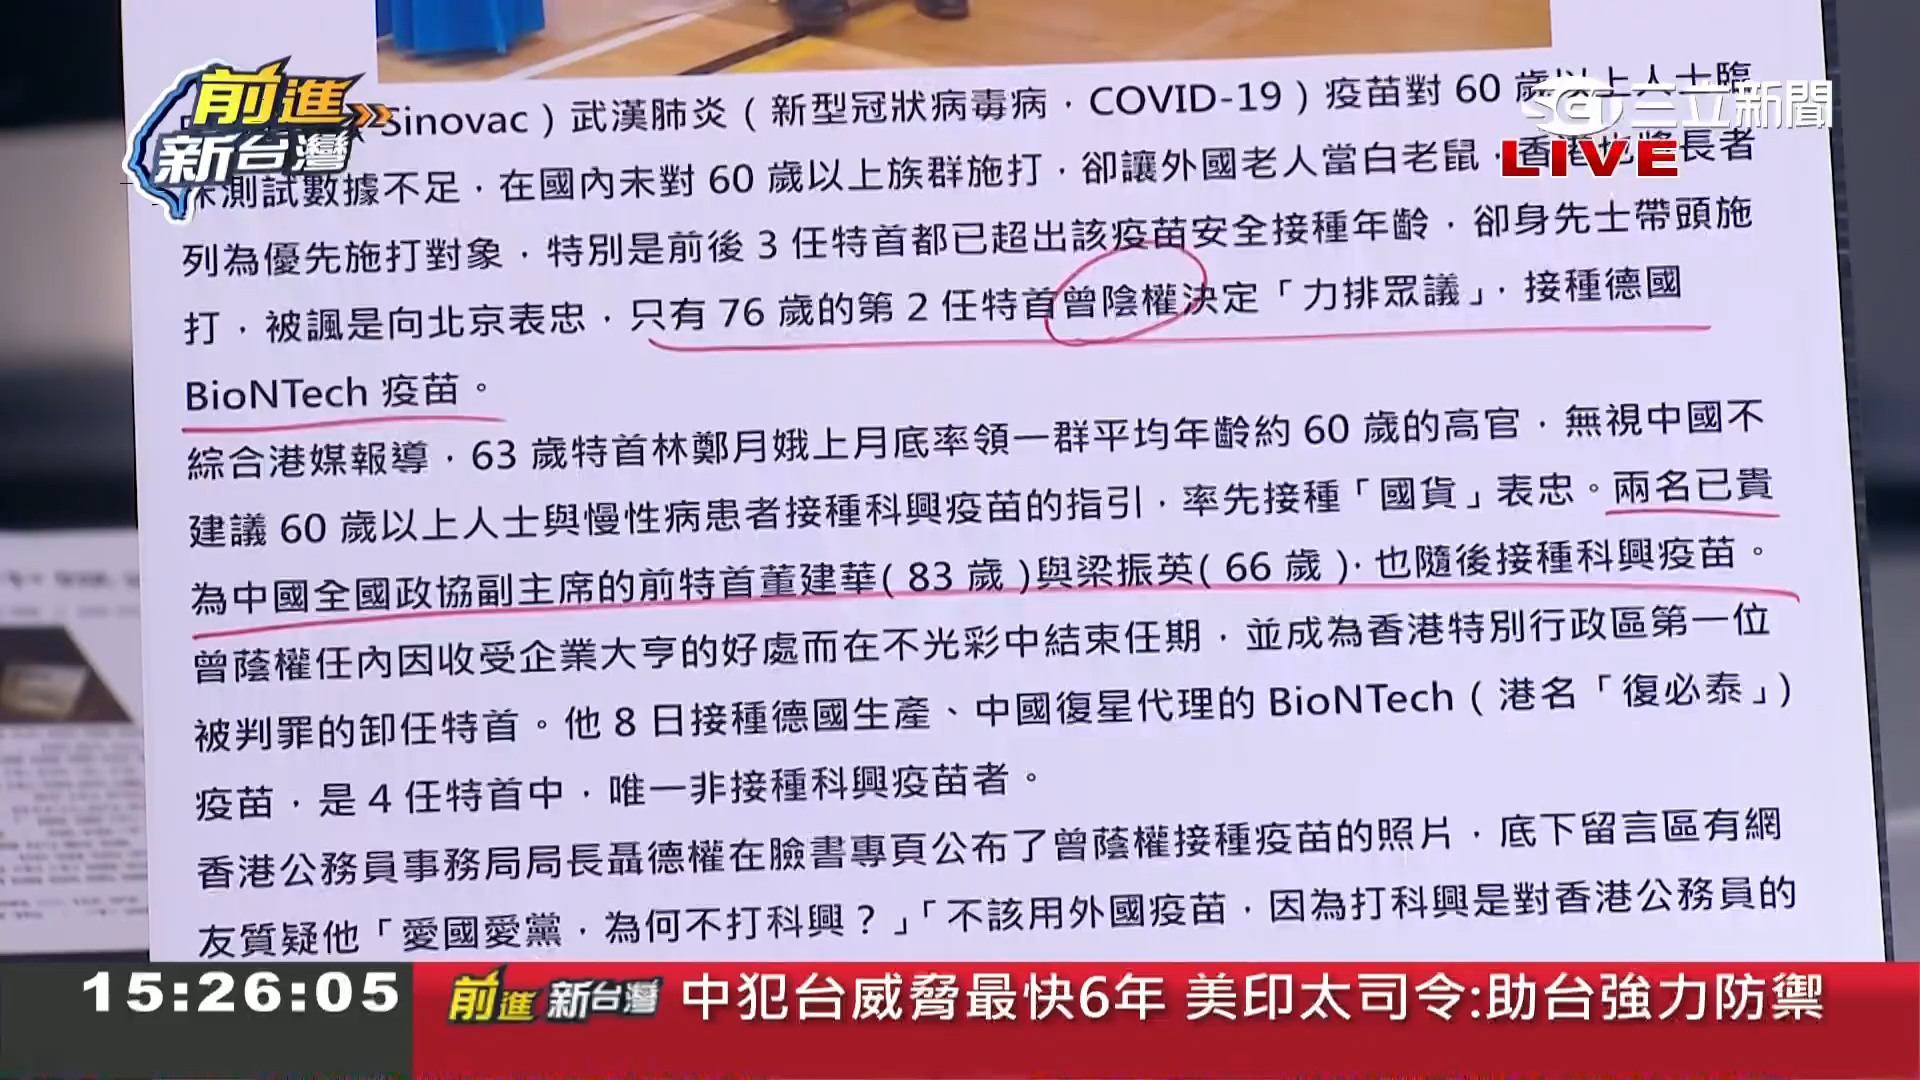 前進
新台灣
三立新聞
LIVE
Sinovac）武漢肺炎（新型冠狀病毒病，COVID-19）疫苗對 60 歲以上人士臨
床測試數據不足，在國內未對 60 歲以上族群施打，卻讓外國老人當白老鼠，香港也將長者
列為優先施打對象，特別是前後 3 任特首都已超出該疫苗安全接種年齡，卻身先士帶頭施
打，被諷是向北京表忠，只有 76 歲的第 2 任特首曾陰權決定「力排眾議」，接種德國
BioNTech 疫苗。
綜合港媒報導，63 歲特首林鄭月娥上月底率領一群平均年齡約 60 歲的高官，無視中國不
建議 60 歲以上人士與慢性病患者接種科興疫苗的指引，率先接種「國貨」表忠。兩名已貴
為中國全國政協副主席的前特首董建華( 83 歲 )與梁振英( 66 歲 )，也隨後接種科興疫苗。
曾蔭權任內因收受企業大亨的好處而在不光彩中結束任期，並成為香港特別行政區第一位
被判罪的卸任特首。他 8 日接種德國生產、中國復星代理的 BioNTech（港名「復必泰」)
疫苗，是 4 任特首中，唯一非接種科興疫苗者。
香港公務員事務局局長聶德權在臉書專頁公布了曾蔭權接種疫苗的照片，底下留言區有網
友質疑他「愛國愛黨，為何不打科興？」「不該用外國疫苗，因為打科興是對香港公務員的
15:26:05
前進新台灣
中犯台威脅最快6年 美印太司令:助台強力防禦